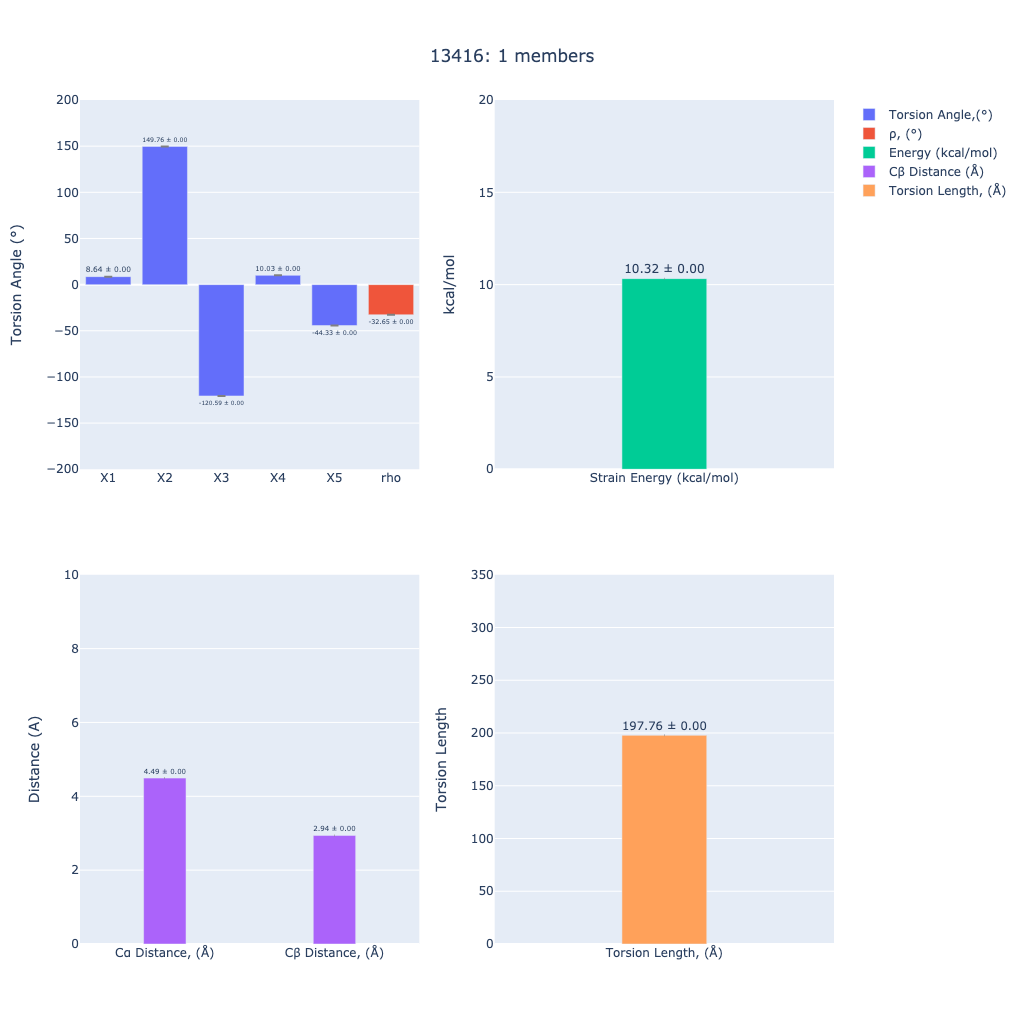 13416: 1 members
Torsion Angle (°)
200
150
100
50
0
−50
−100
−150
−200
8.64 ± 0.00
149.76 ± 0.00
-120.59 ± 0.00
10.03 ± 0.00
-44.33 ± 0.00
-32.65 ± 0.00
X1 X2 X3 X4 X5 rho
kcal/mol
20
15
10
5
0
10.32 ± 0.00
Strain Energy (kcal/mol)
Torsion Angle,(°)
ρ, (°)
Energy (kcal/mol)
Cβ Distance (Å)
Torsion Length, (Å)
Distance (A)
10
8
6
4
2
0
4.49 ± 0.00
2.94 ± 0.00
Cα Distance, (Å) Cβ Distance, (Å)
Torsion Length
350
300
250
200
150
100
50
0
197.76 ± 0.00
Torsion Length, (Å)